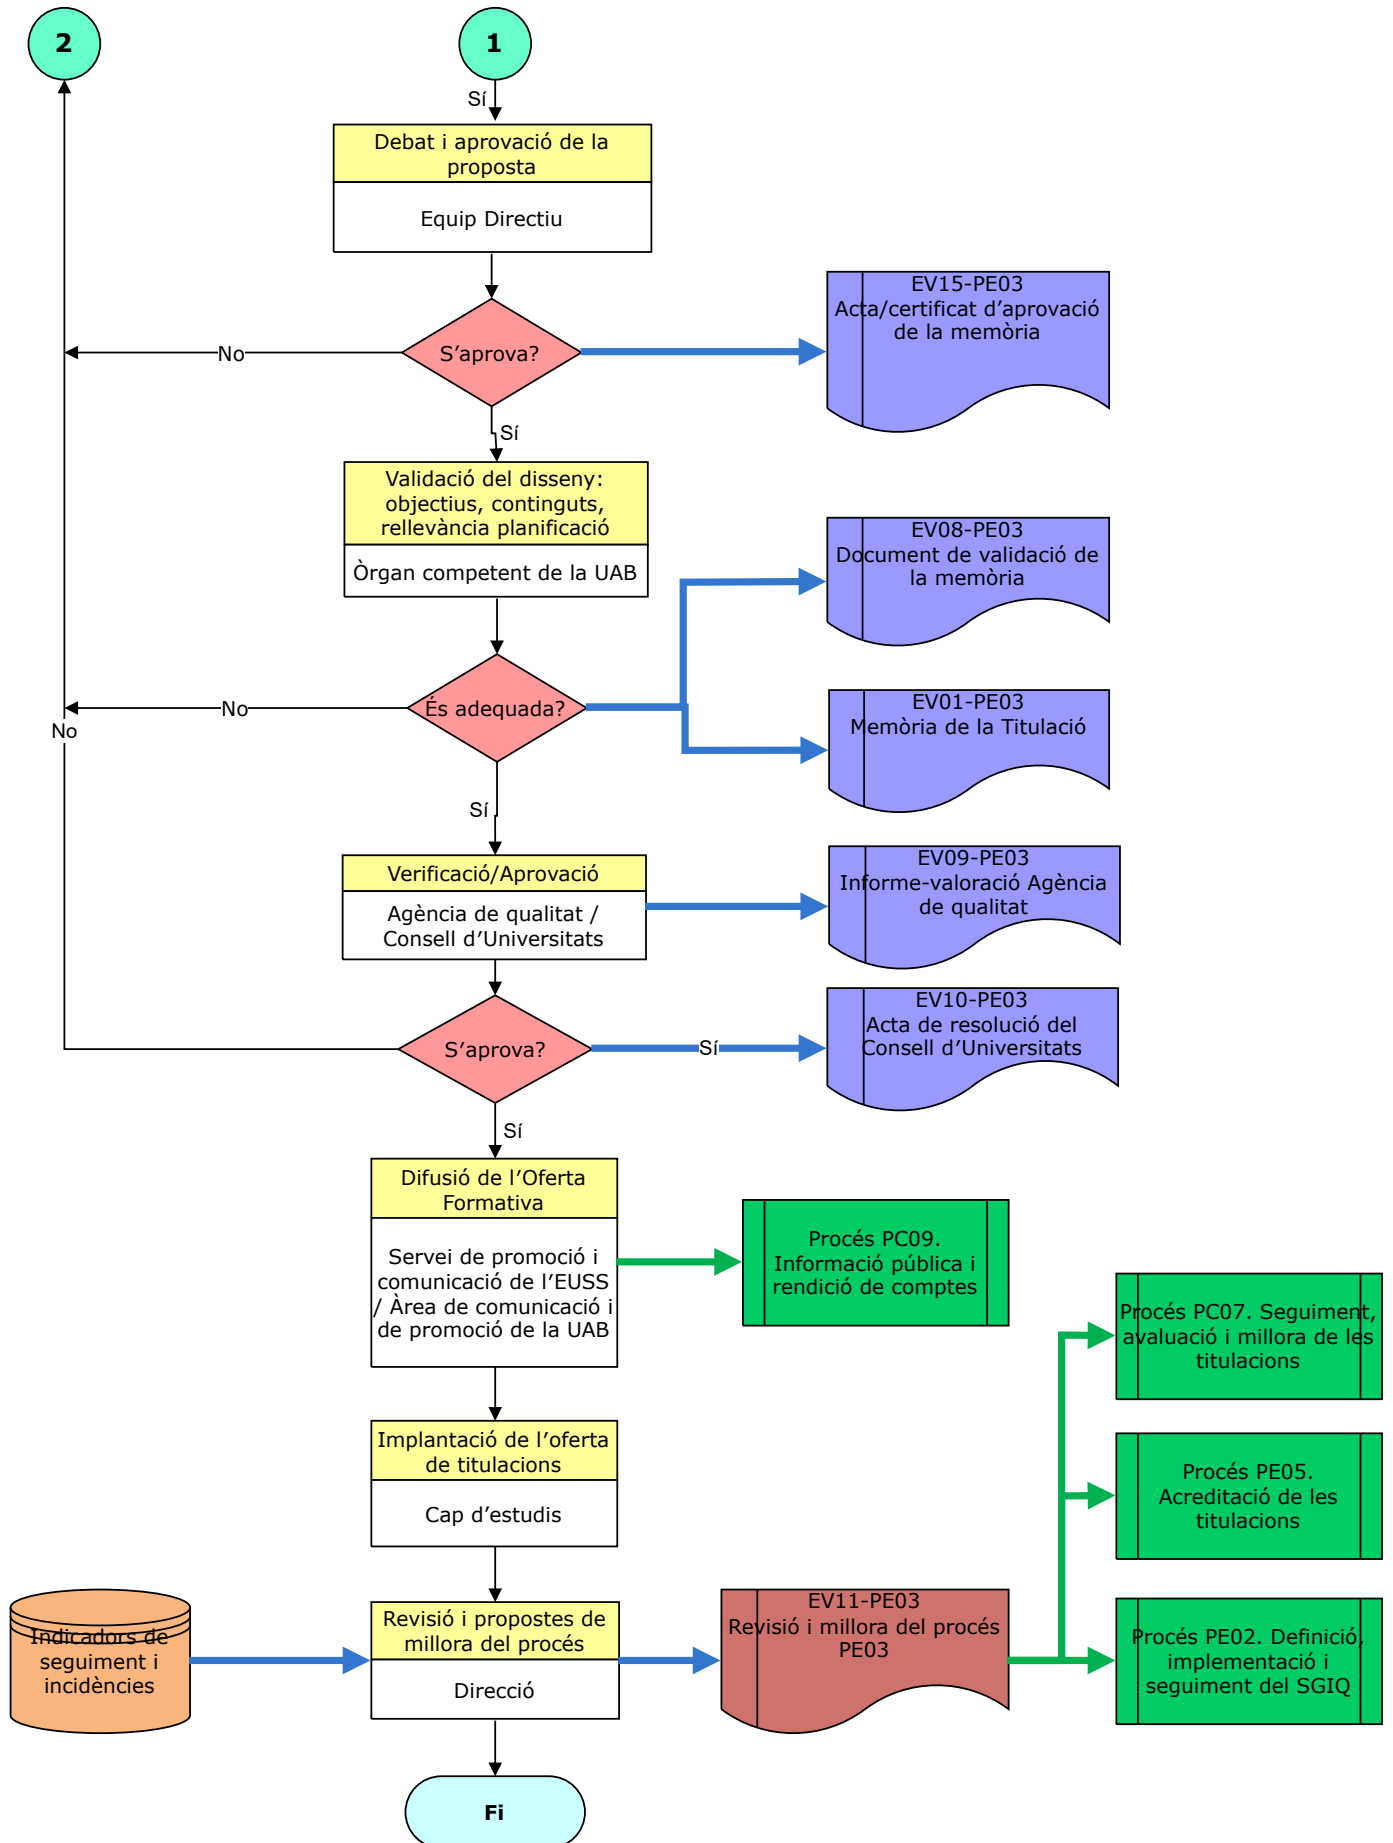 2
1
Sí
Debat i aprovació de la
proposta
Equip Directiu
EV15-PE03
Acta/certificat d’aprovació
de la memòria
S’aprova?
No
Sí
Validació del disseny:
objectius, continguts,
rellevància planificació
Òrgan competent de la UAB
EV08-PE03
Document de validació de
la memòria
És adequada?
No
EV01-PE03
Memòria de la Titulació
No
Sí
Verificació/Aprovació
Agència de qualitat /
Consell d’Universitats
EV09-PE03
Informe-valoració Agència
de qualitat
S’aprova?
Sí
EV10-PE03
Acta de resolució del
Consell d’Universitats
Sí
Difusió de l’Oferta
Formativa
Servei de promoció i
comunicació de l’EUSS
/ Àrea de comunicació i
de promoció de la UAB
Procés PC09.
Informació pública i
rendició de comptes
Procés PC07. Seguiment,
avaluació i millora de les
titulacions
Implantació de l’oferta
de titulacions
Cap d’estudis
Procés PE05.
Acreditació de les
titulacions
Indicadors de
seguiment i
incidències
Revisió i propostes de
millora del procés
Direcció
EV11-PE03
Revisió i millora del procés
PE03
Procés PE02. Definició,
implementació i
seguiment del SGIQ
Fi